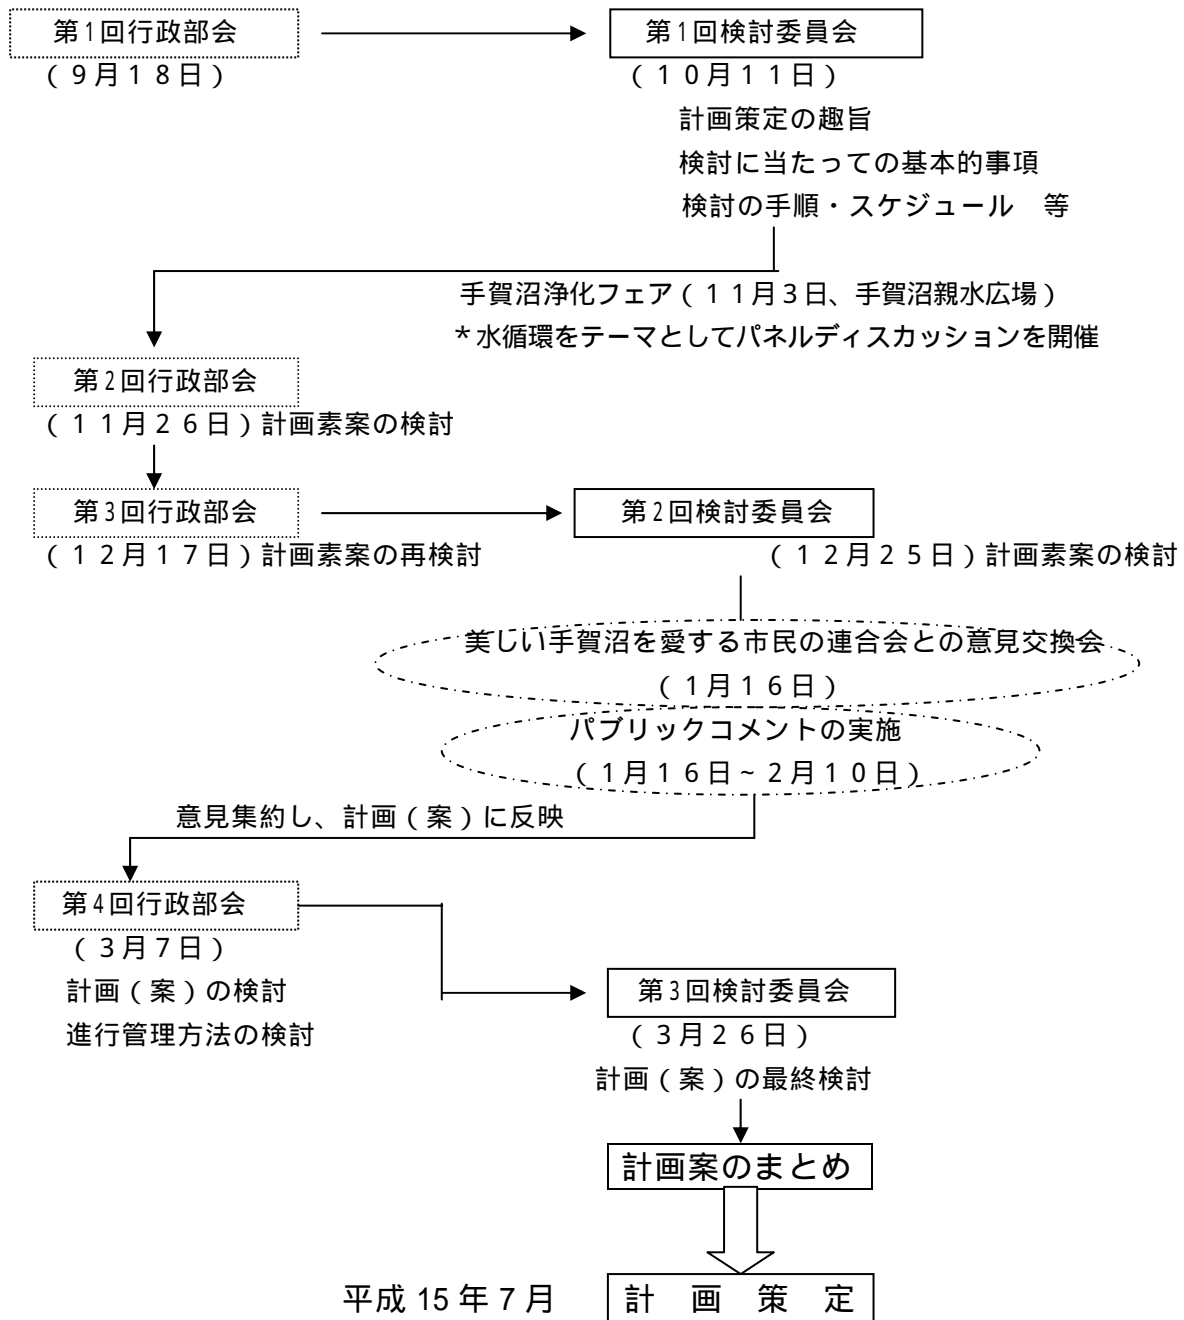 第1回行政部会
第1回検討委員会
（９月１８日）
（１０月１１日）
計画策定の趣旨
検討に当たっての基本的事項
検討の手順・スケジュール　等
手賀沼浄化フェア（１１月３日、手賀沼親水広場）
＊水循環をテーマとしてパネルディスカッションを開催
第2回行政部会
（１１月２６日）計画素案の検討
第3回行政部会
第2回検討委員会
（１２月１７日）計画素案の再検討
（１２月２５日）計画素案の検討
美しい手賀沼を愛する市民の連合会との意見交換会
（１月１６日）
パブリックコメントの実施
（１月１６日～２月１０日）
意見集約し、計画（案）に反映
第4回行政部会
（３月７日）
計画（案）の検討
進行管理方法の検討
第3回検討委員会
（３月２６日）
計画（案）の最終検討
計画案のまとめ
平成 15 年 7 月
計　画　策　定